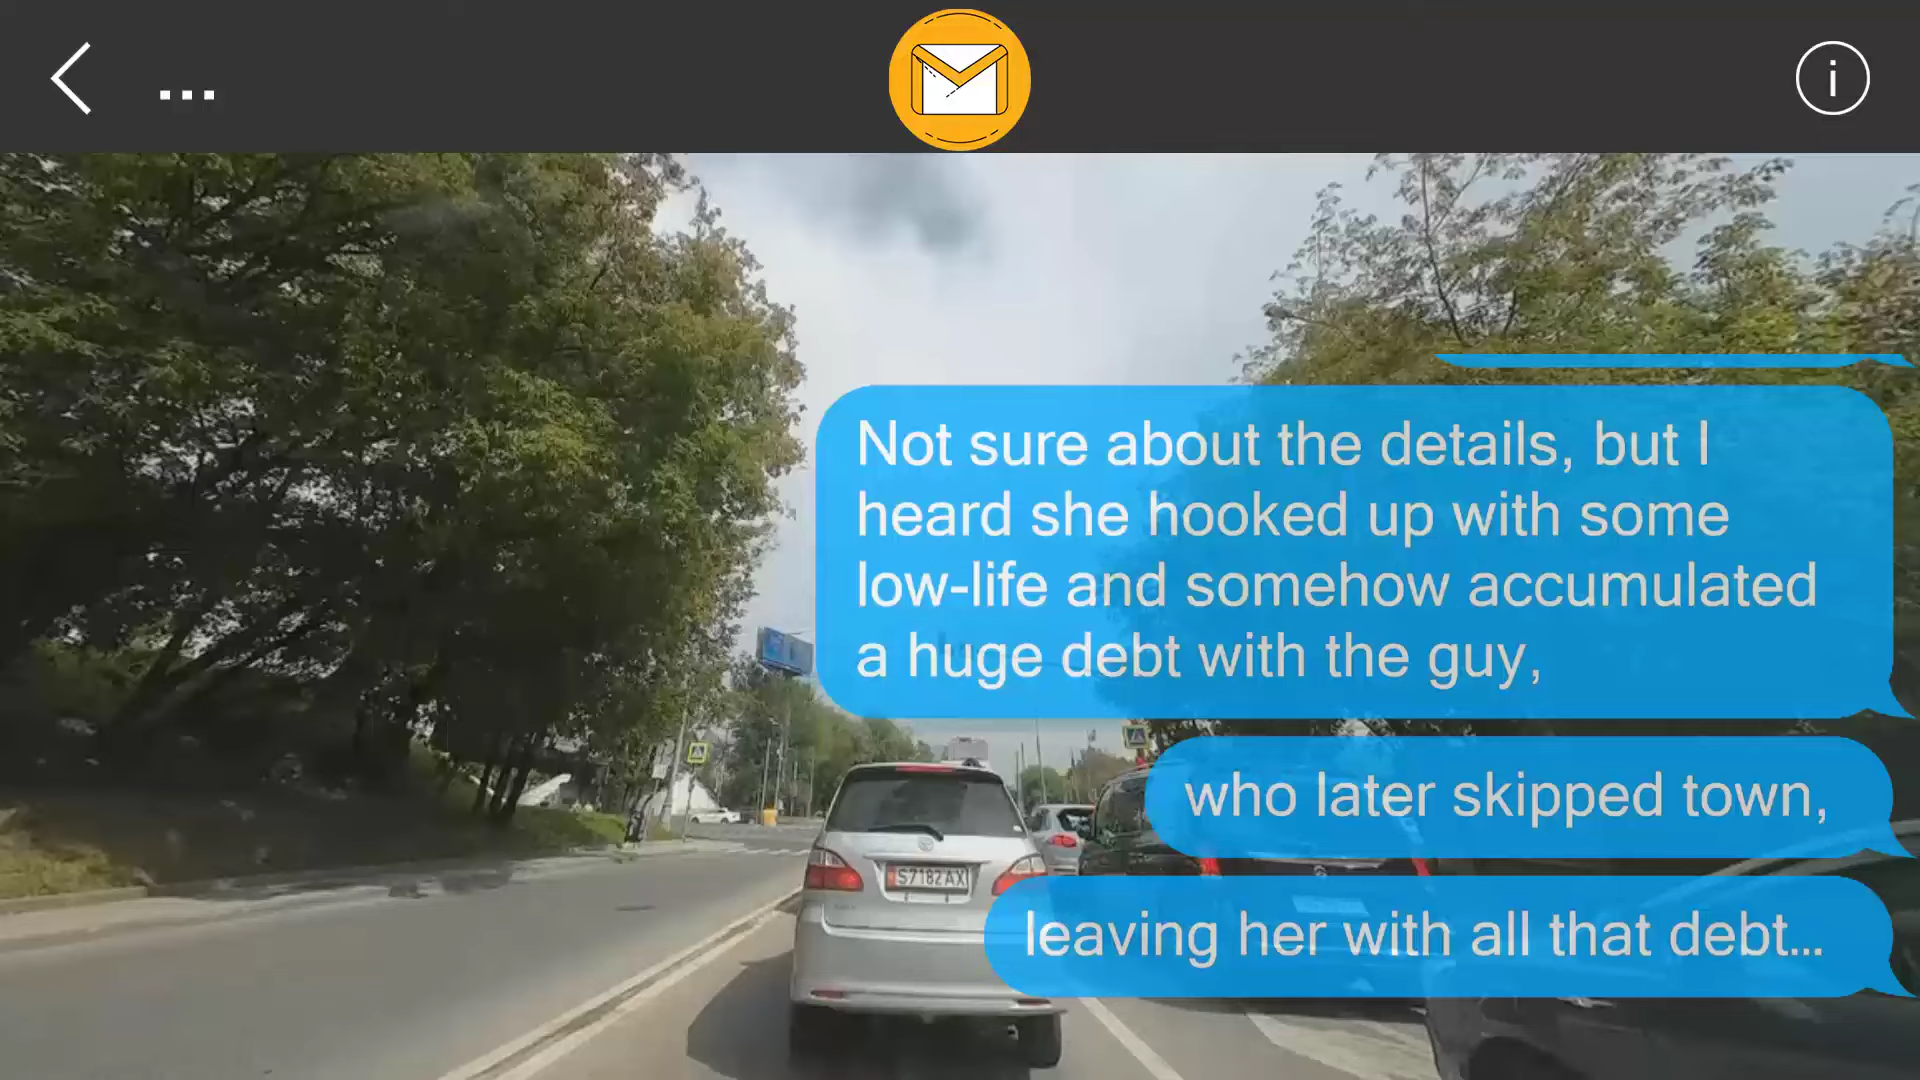 ...
i
Not sure about the details, but I
heard she hooked up with some
low-life and somehow accumulated
a huge debt with the guy,
who later skipped town,
S7182AX
leaving her with all that debt...